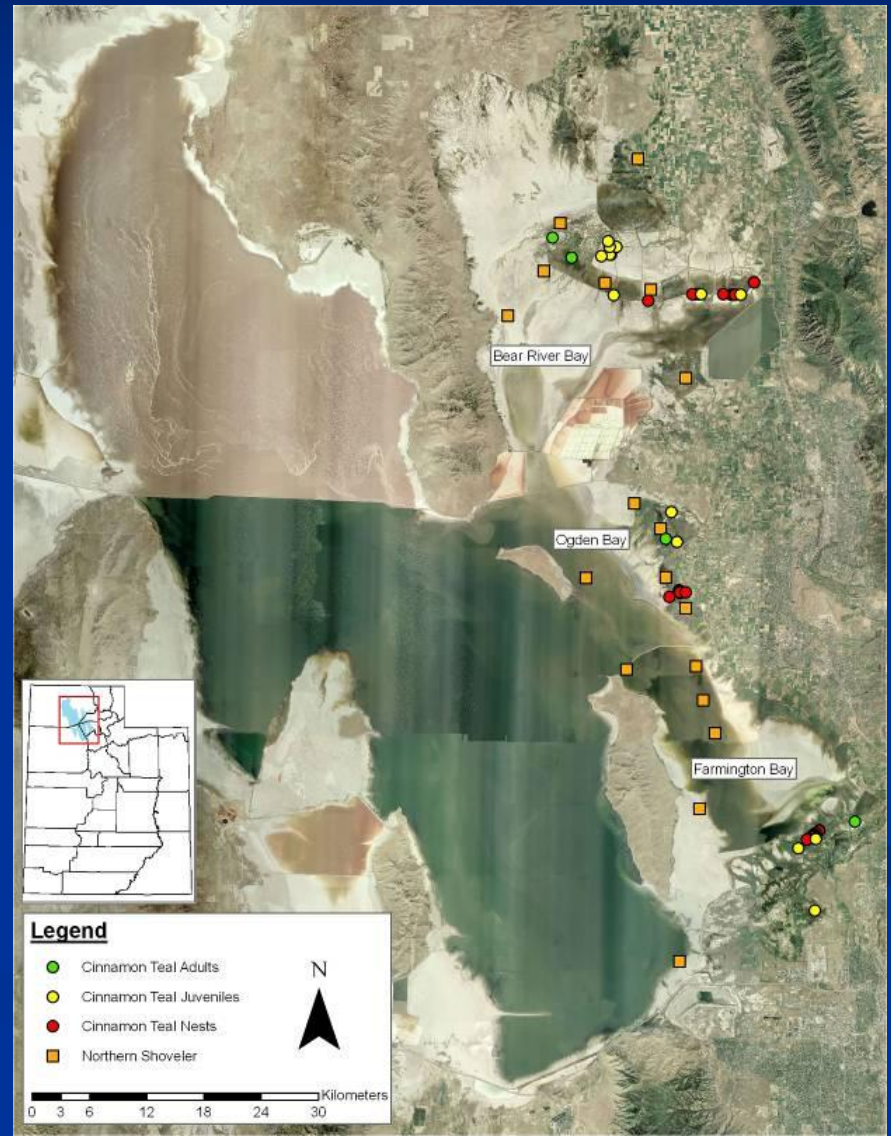 Bear River Bay
Ogden Bay
Farmington Bay
Legend
Cinnamon Teal Adults
Cinnamon Teal Juveniles
Cinnamon Teal Nests
Northern Shoveler
N
Kilometers
0 3 6 12 18 24 30